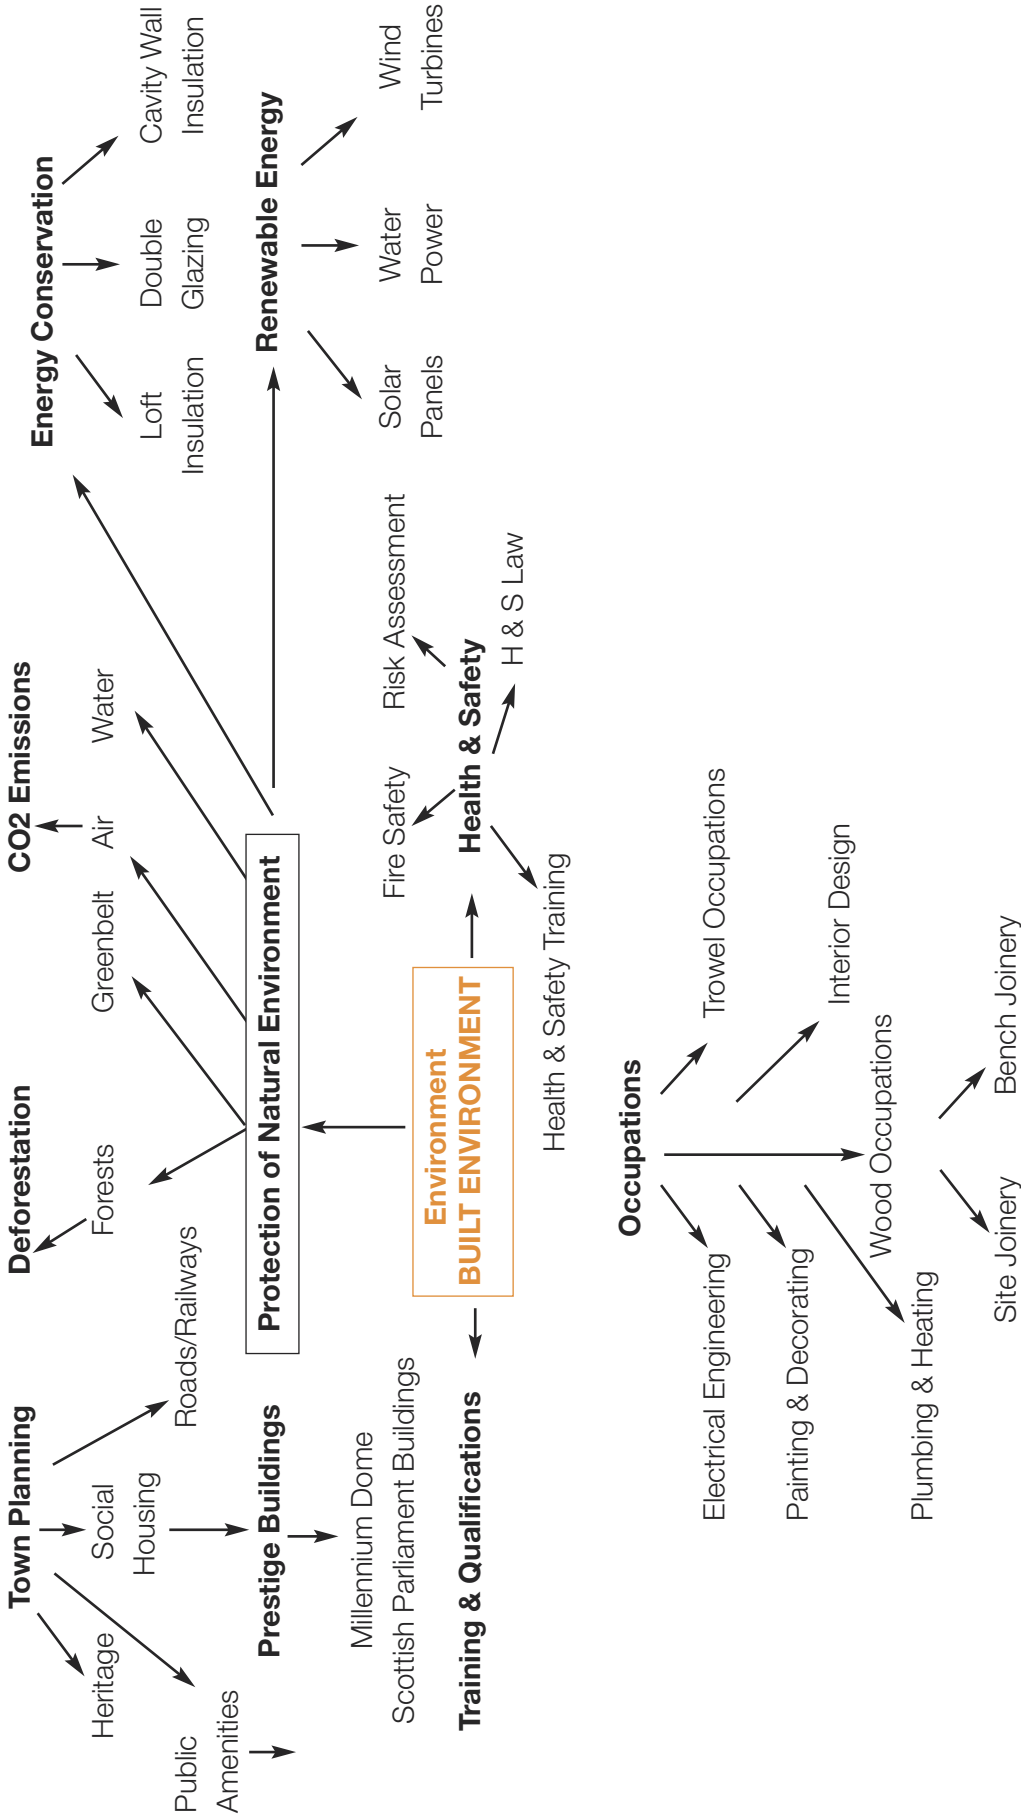 Town Planning
Deforestation
CO2 Emissions
Energy Conservation
Heritage
Social
Housing
Roads/Railways
Forests
Greenbelt
Air
Water
Loft
Insulation
Double
Glazing
Cavity Wall
Insulation
Public
Amenities
Prestige Buildings
Protection of Natural Environment
Renewable Energy
Millennium Dome
Scottish Parliament Buildings
Fire Safety
Risk Assessment
Solar
Panels
Water
Power
Wind
Turbines
Training & Qualifications
Environment
BUILT ENVIRONMENT
Health & Safety
H & S Law
Health & Safety Training
Occupations
Electrical Engineering
Trowel Occupations
Painting & Decorating
Interior Design
Plumbing & Heating
Wood Occupations
Site Joinery
Bench Joinery